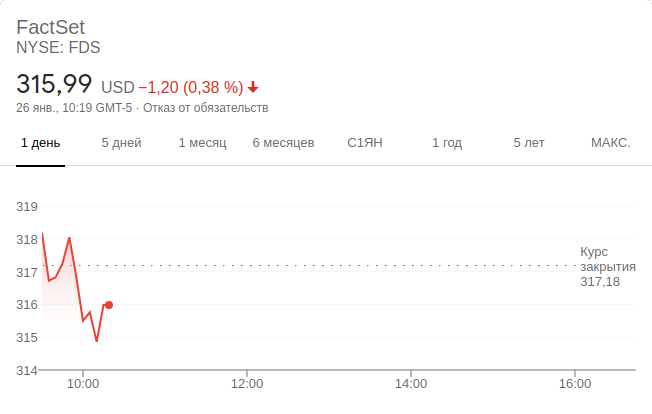 FactSet
NYSE: FDS
315,99 USD −1,20 (0,38 %)
26 янв., 10:19 GMT-5 · Отказ от обязательств
1 день 5 дней 1 месяц 6 месяцев С1ЯН 1 год 5 лет МАКС.
319
318
317
316
315
314
Курс
закрытия
317,18
10:00 12:00 14:00 16:00